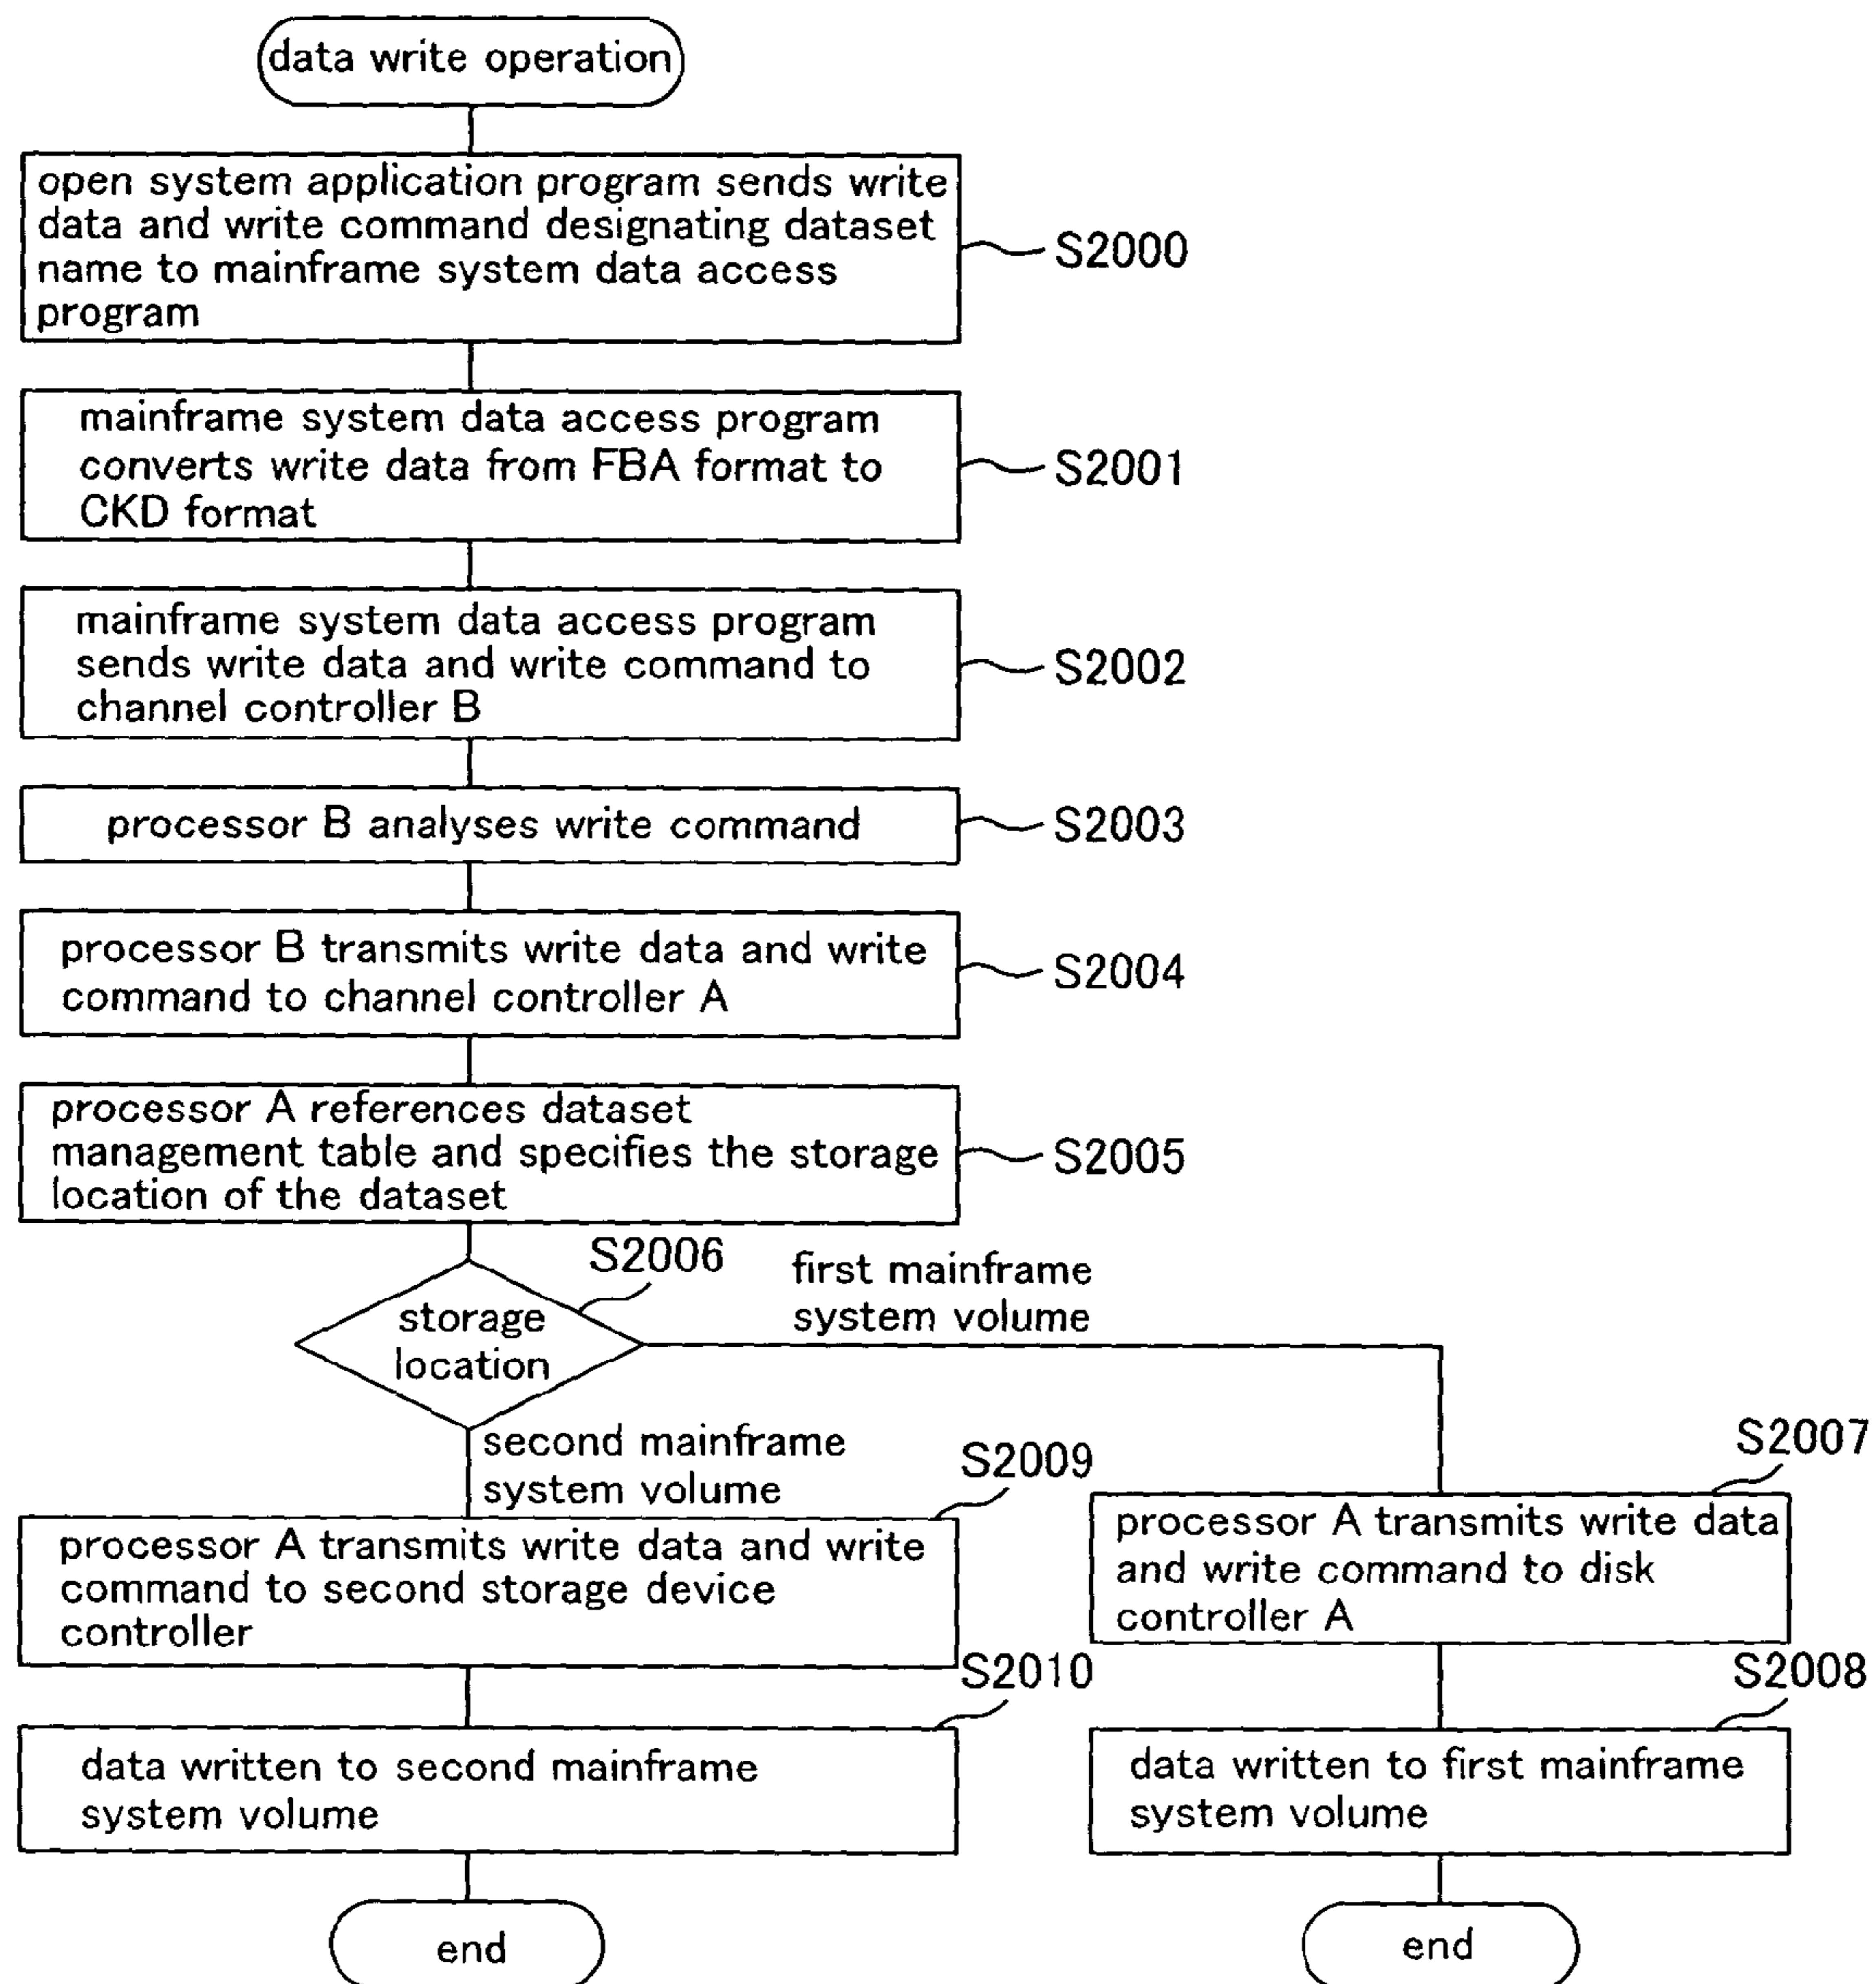 data write operation
open system application program sends write
data and write command designating dataset
name to mainframe system data access
program
S2000
mainframe system data access program
converts write data from FBA format to
CKD format
S2001
mainframe system data access program
sends write data and write command to
channel controller B
S2002
processor B analyses write command
S2003
processor B transmits write data and write
command to channel controller A
S2004
processor A references dataset
management table and specifies the storage
location of the dataset
S2005
S2006
storage
location
first mainframe
system volume
second mainframe
system volume
S2009
processor A transmits write data and write
command to second storage device
controller
S2007
processor A transmits write data
and write command to disk
controller A
S2010
data written to second mainframe
system volume
S2008
data written to first mainframe
system volume
end
end